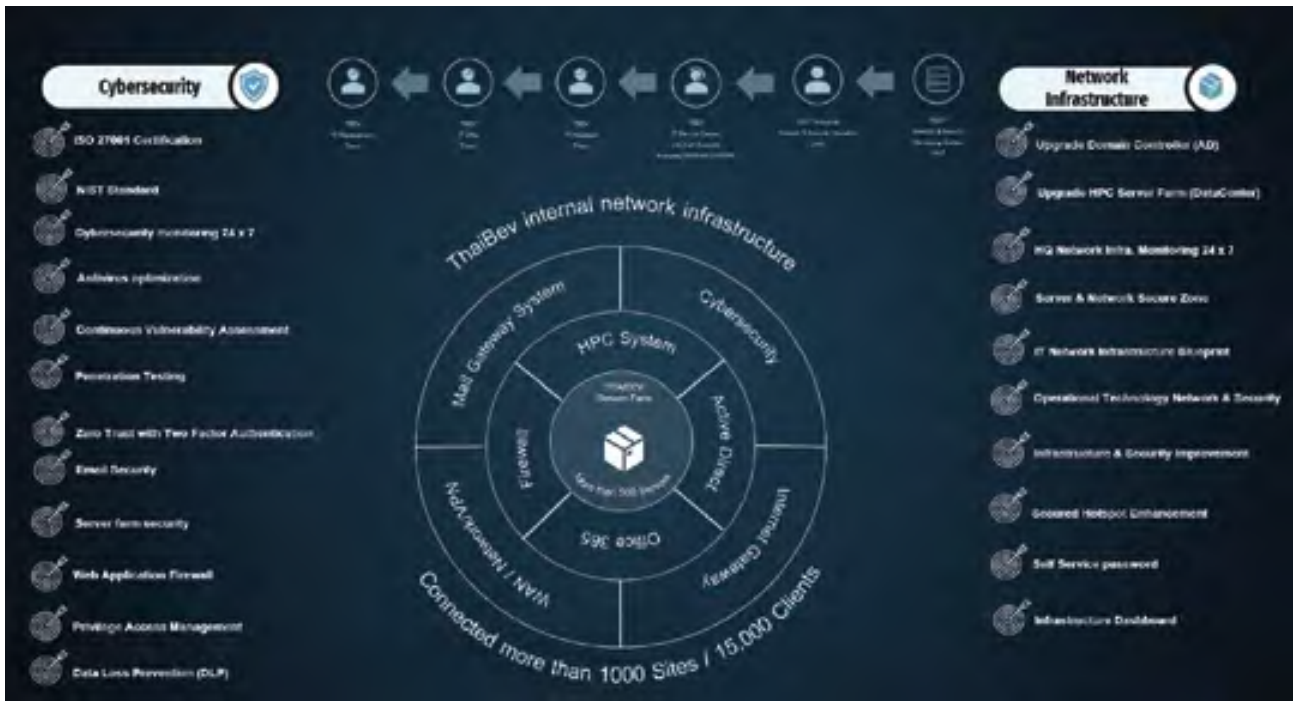 Cybersecurity
ISO 27001 Certification
NIST Standard
Cybersecurity monitoring 24 x 7
Antivirus optimization
Continuous Vulnerability Assessment
Penetration Testing
Zero Trust with Two Factor Authentication
Email Security
Server farm security
Web Application Firewall
Privilege Access Management
Data Loss Prevention (DLP)
ThaiBev internal network infrastructure
Mail Gateway System
Cybersecurity
HPC System
Firewall
Active Direct
Office 365
More than 500 Servers
WAN / Network/VPN
Internet Gateway
Connected more than 1000 Sites / 15,000 Clients
Network
Infrastructure
Upgrade Domain Controller (AD)
Upgrade HPC Server Farm (DataCenter)
HQ Network Infra. Monitoring 24 x 7
Server & Network Secure Zone
IT Network Infrastructure Blueprint
Operational Technology Network & Security
Infrastructure & Security Improvement
Secured Hotspot Enhancement
Self Service password
Infrastructure Dashboard